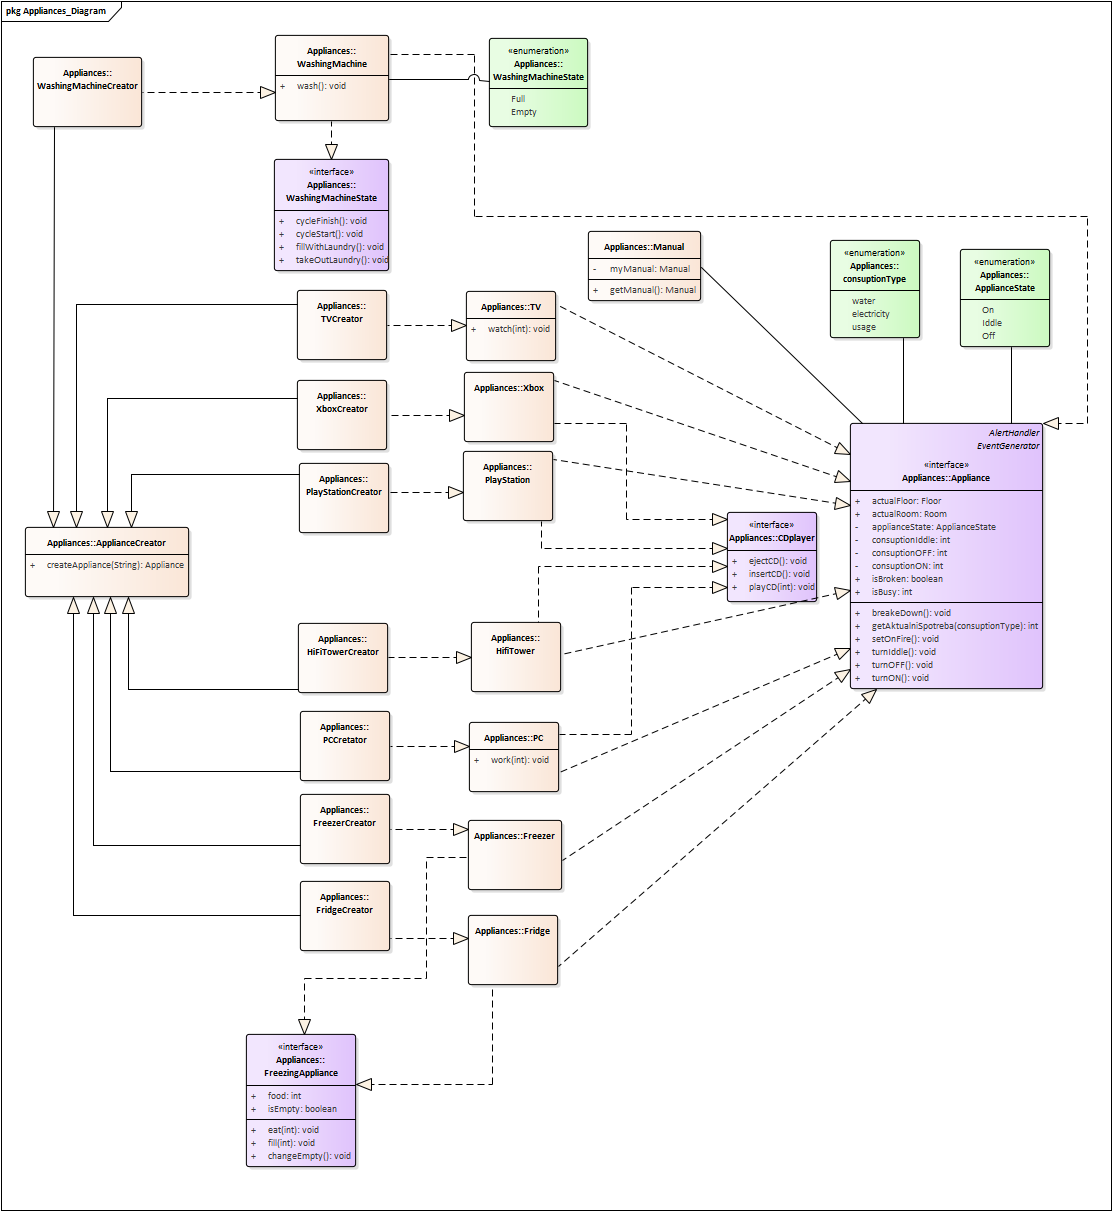 pkg Appliances_Diagram
Appliances::
WashingMachineCreator
Appliances::
WashingMachine
+ wash(): void
«enumeration»
Appliances::
WashingMachineState
Full
Empty
«interface»
Appliances::
WashingMachineState
+ cycleFinish(): void
+ cycleStart(): void
+ fillWithLaundry(): void
+ takeOutLaundry(): void
Appliances::Manual
- myManual: Manual
+ getManual(): Manual
«enumeration»
Appliances::
consuptionType
water
electricity
usage
«enumeration»
Appliances::
ApplianceState
On
Iddle
Off
Appliances::
TVCreator
Appliances::TV
+ watch(int): void
Appliances::
XboxCreator
Appliances::Xbox
Appliances::
PlayStationCreator
Appliances::
PlayStation
AlertHandler
EventGenerator
«interface»
Appliances::Appliance
+ actualFloor: Floor
+ actualRoom: Room
- applianceState: ApplianceState
- consuptionIddle: int
- consuptionOFF: int
- consuptionON: int
+ isBroken: boolean
+ isBusy: int
+ breakeDown(): void
+ getAktualniSpotreba(consuptionType): int
+ setOnFire(): void
+ turnIddle(): void
+ turnOFF(): void
+ turnON(): void
«interface»
Appliances::CDplayer
+ ejectCD(): void
+ insertCD(): void
+ playCD(int): void
Appliances::ApplianceCreator
+ createAppliance(String): Appliance
Appliances::
HiFiTowerCreator
Appliances::
HifiTower
Appliances::
PCCretator
Appliances::PC
+ work(int): void
Appliances::
FreezerCreator
Appliances::Freezer
Appliances::
FridgeCreator
Appliances::Fridge
«interface»
Appliances::
FreezingAppliance
+ food: int
+ isEmpty: boolean
+ eat(int): void
+ fill(int): void
+ changeEmpty(): void